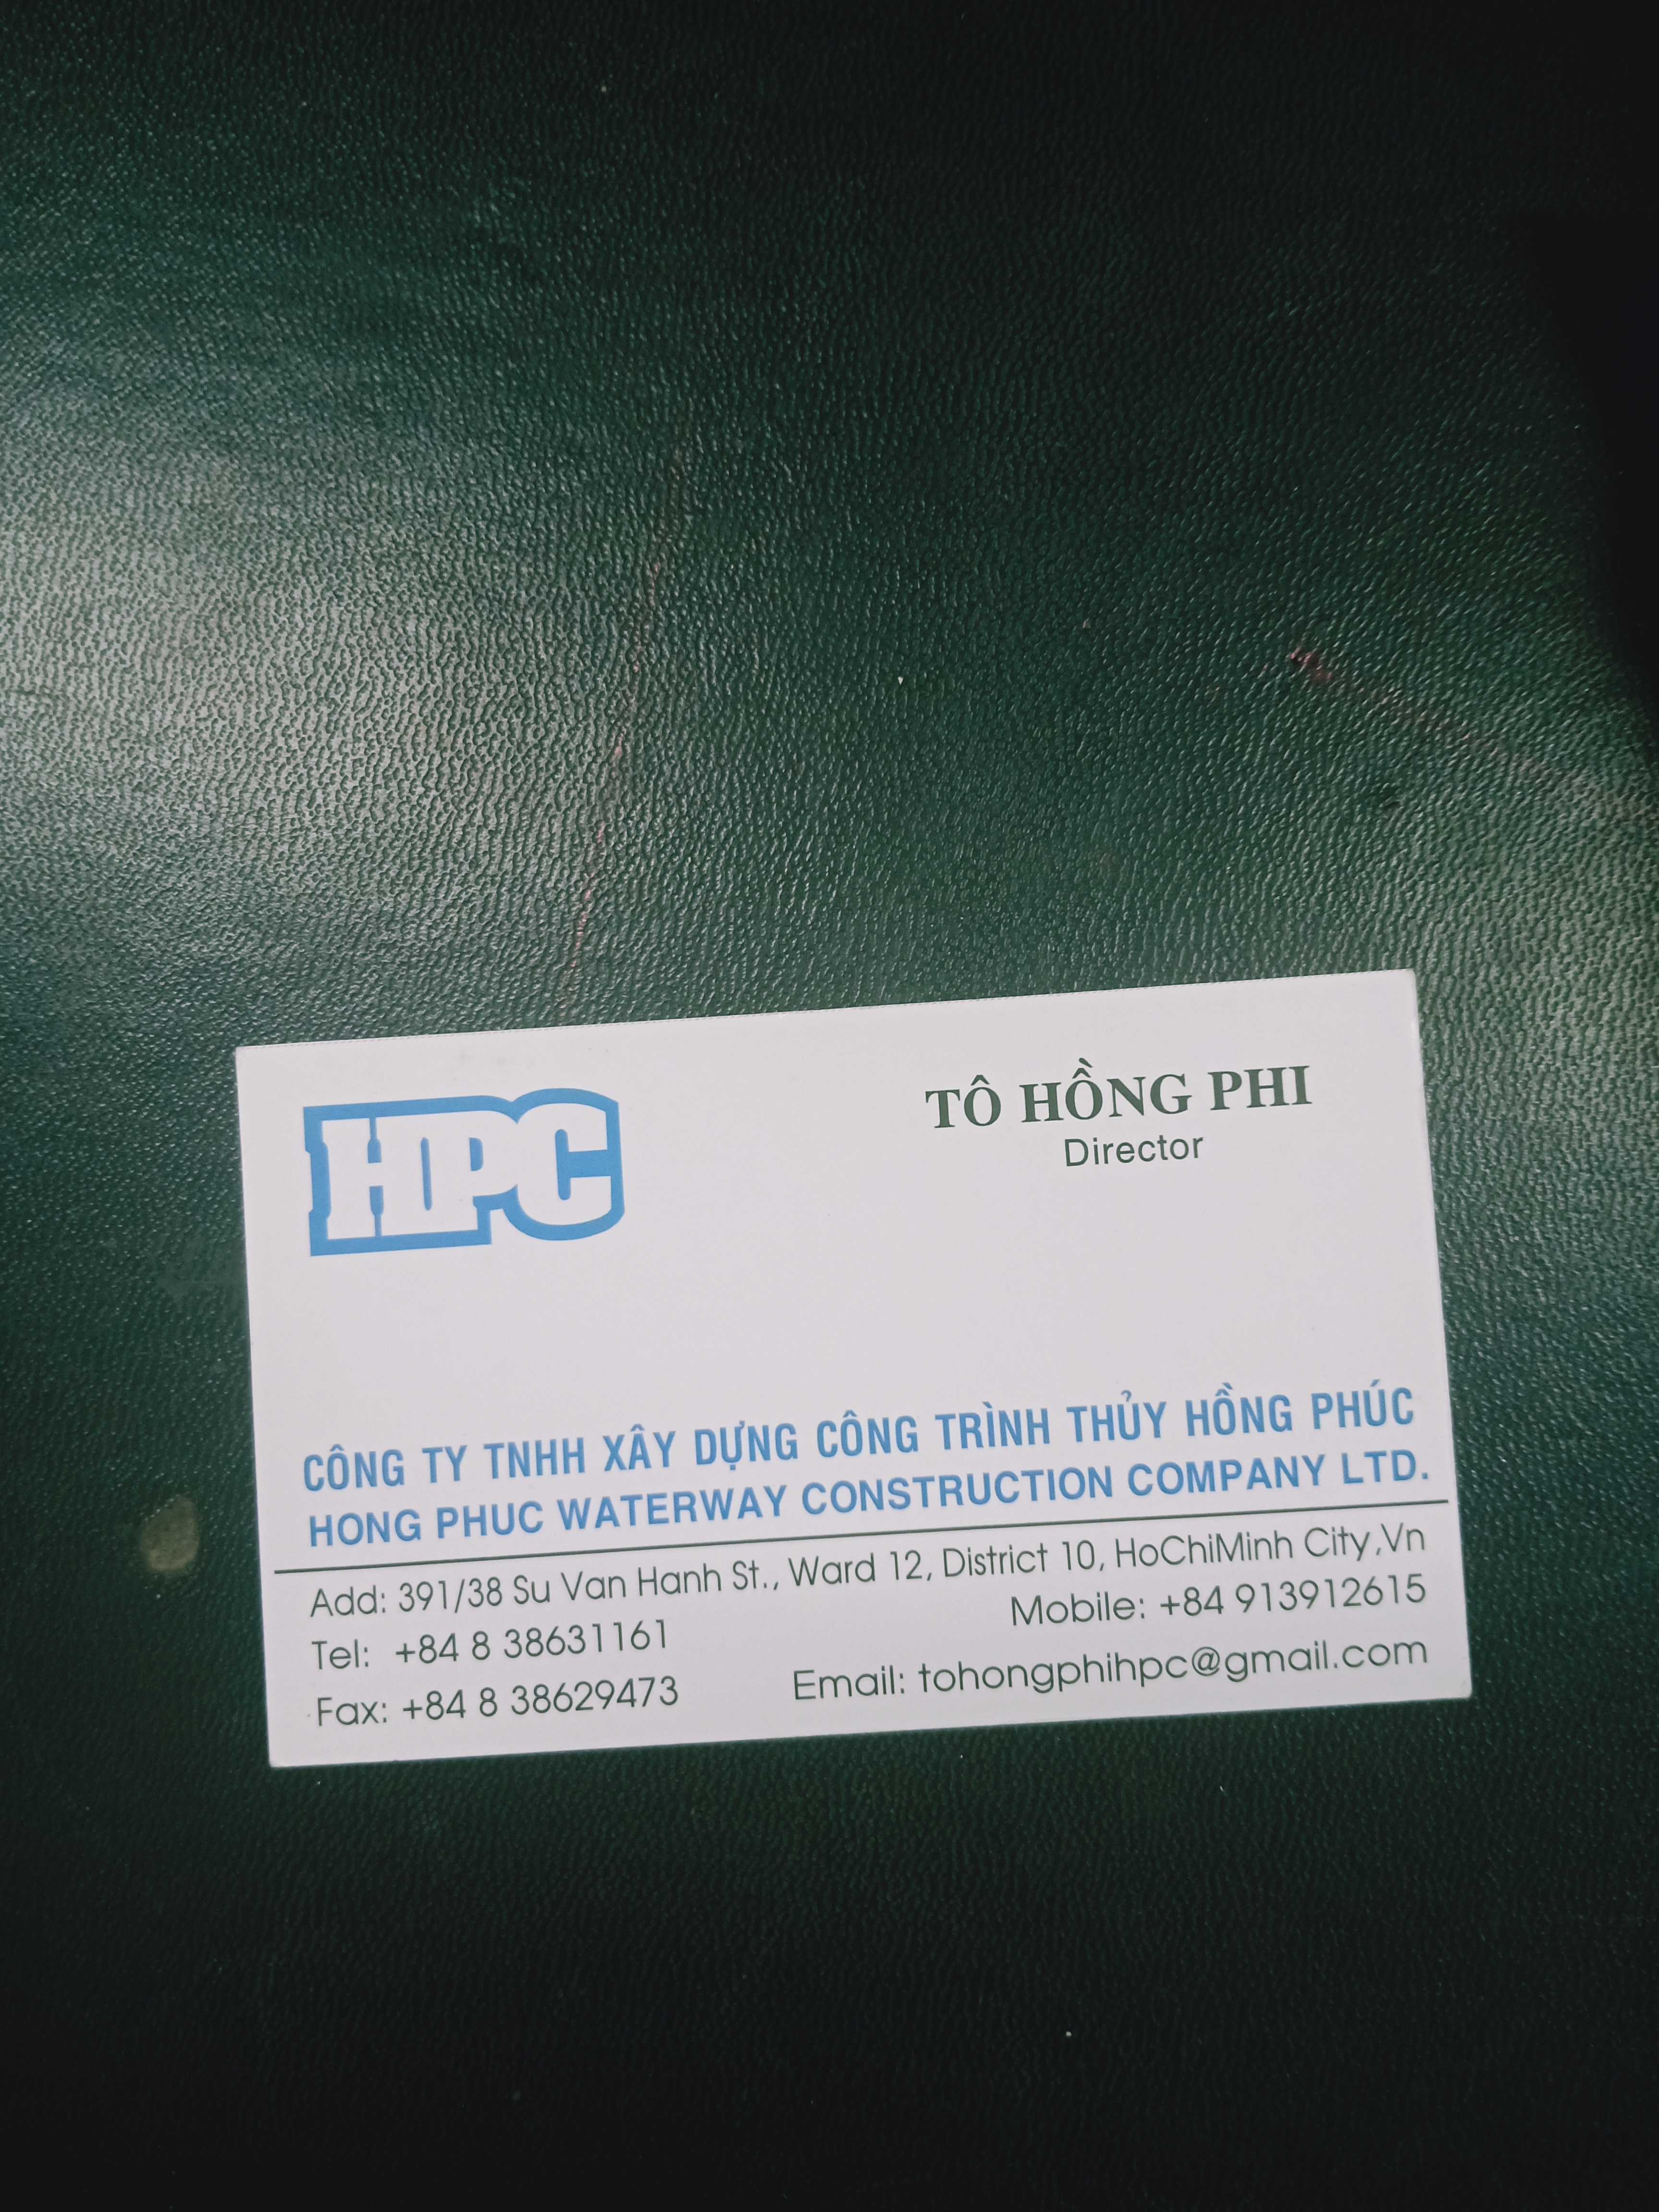 HPC
TÔ HỒNG PHI
Director
CÔNG TY TNHH XÂY DỰNG CÔNG TRÌNH THỦY HỒNG PHÚC
HONG PHUC WATERWAY CONSTRUCTION COMPANY LTD.
Add: 391/38 Su Van Hanh St., Ward 12, District 10, HoChiMinh City,Vn
Tel: +84 8 38631161
Mobile: +84 913912615
Fax: +84 8 38629473
Email: tohongphihpc@gmail.com